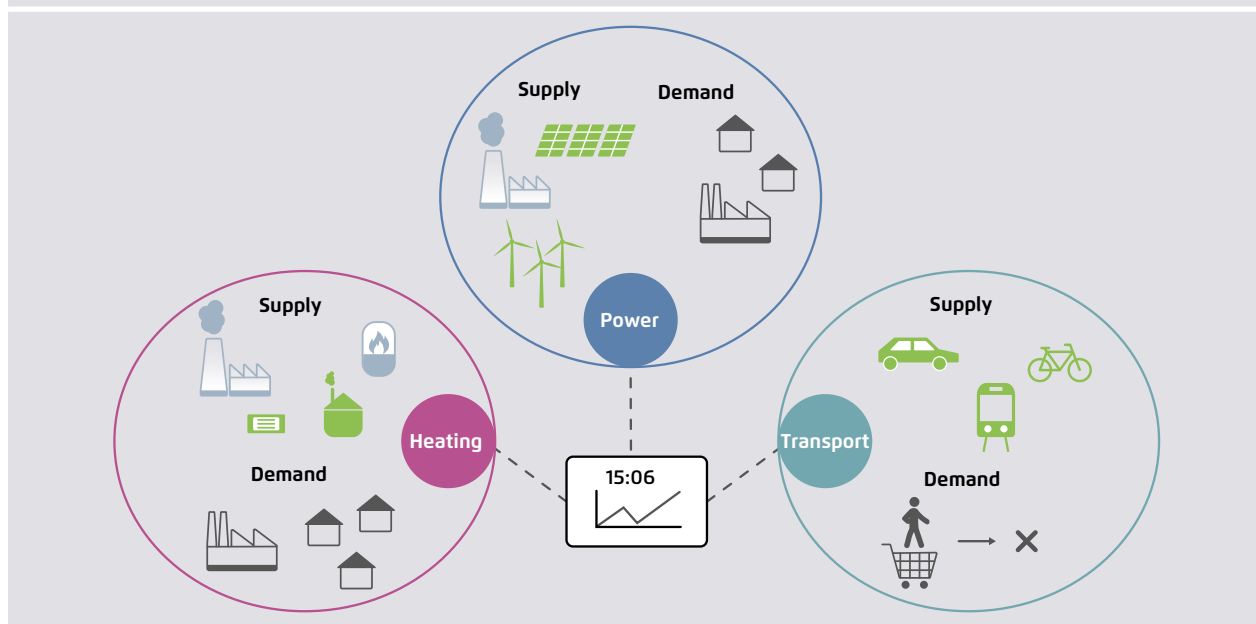 Supply
Demand
Power
Supply
Heating
Demand
15:06
Supply
Transport
Demand